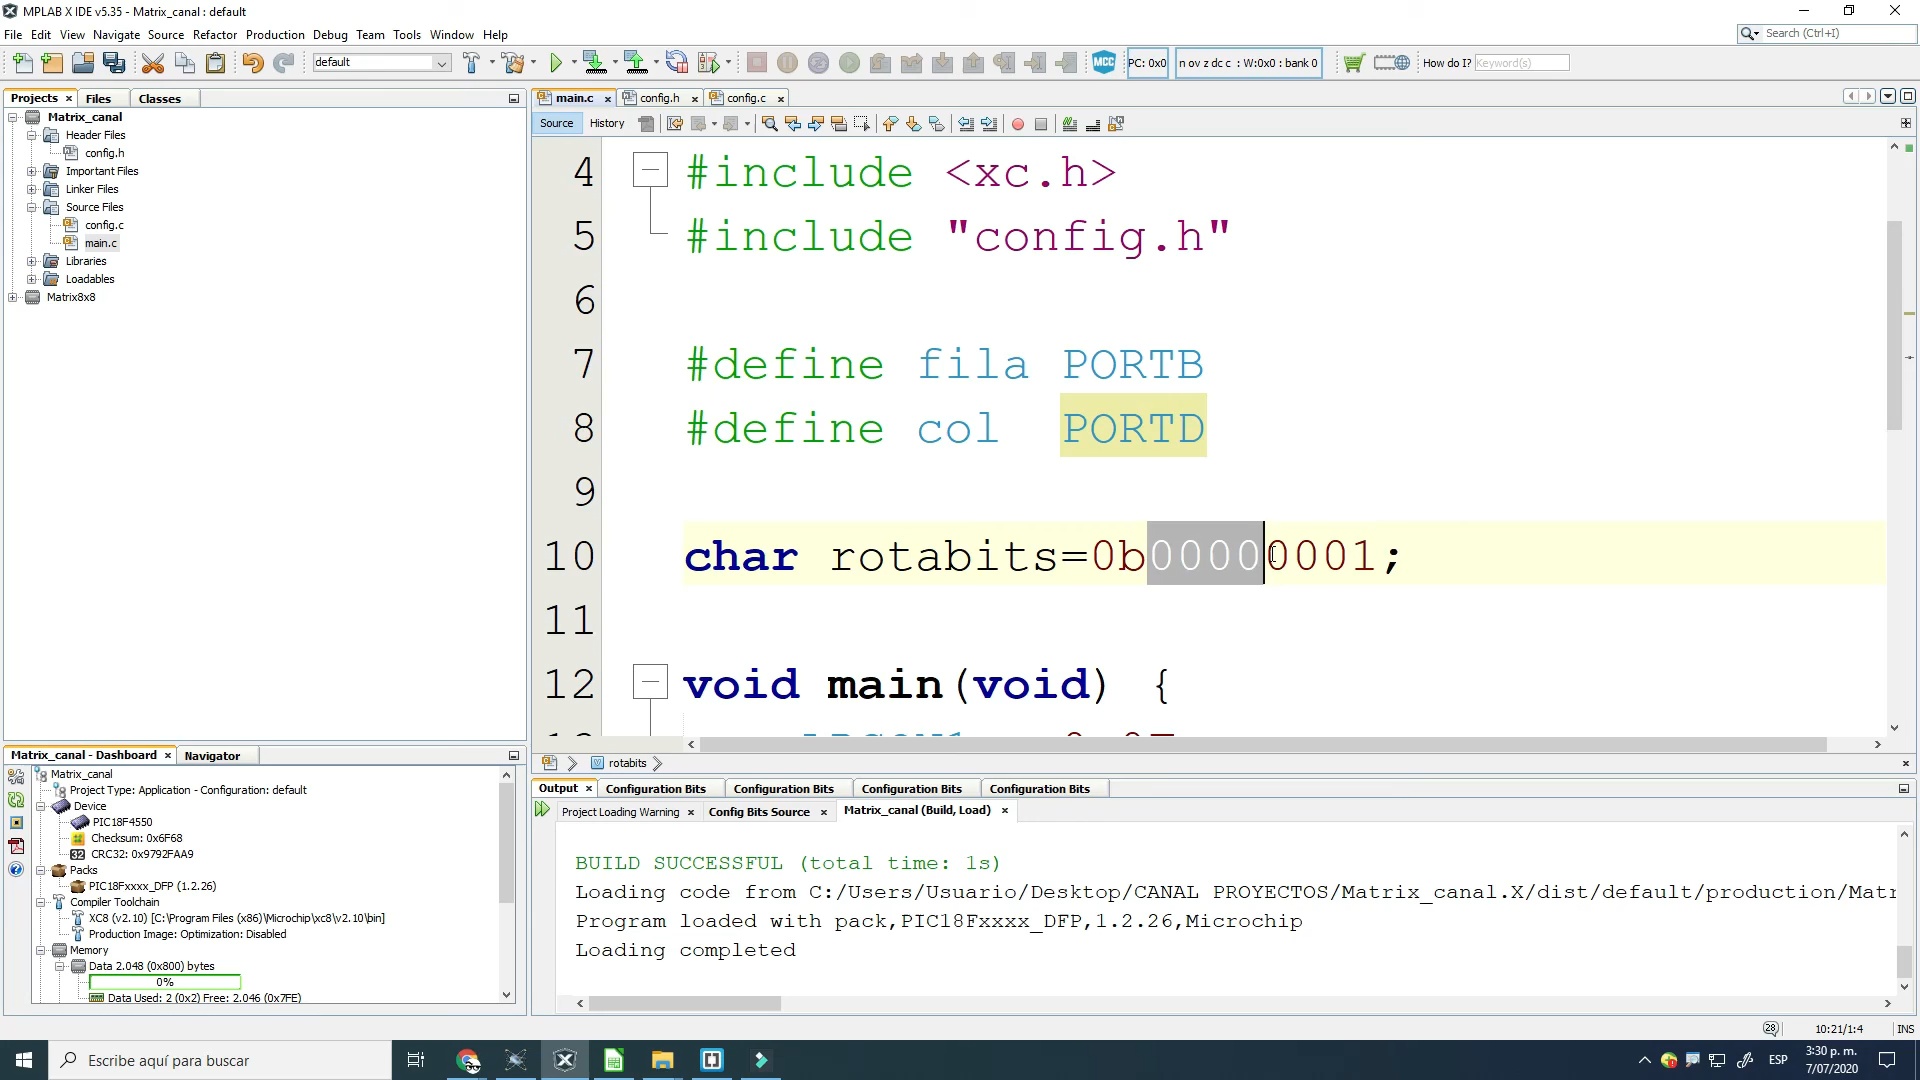 MPLAB X IDE v5.35 - Matrix_canal : default
File Edit View Navigate Source Refactor Production Debug Team Tools Window Help
Search (Ctrl+I)
default
MCC
PC: 0x0
n ov z dc c : W:0x0 : bank 0
How do I? Keyword(s)
Projects × Files Classes
main.c × config.h × config.c ×
Source History
Matrix_canal
Header Files
config.h
Important Files
Linker Files
Source Files
config.c
main.c
Libraries
Loadables
Matrix8x8
4 #include <xc.h>
5 #include "config.h"
6
7 #define fila PORTB
8 #define col PORTD
9
10 char rotabits=0b00000001;
11
12 void main(void) {
rotabits
Matrix_canal - Dashboard × Navigator
Matrix_canal
Project Type: Application - Configuration: default
Device
PIC18F4550
Checksum: 0x6F68
32 CRC32: 0x9792FAA9
Packs
PIC18Fxxxx_DFP (1.2.26)
Compiler Toolchain
XC8 (v2.10) [C:\Program Files (x86)\Microchip\xc8\v2.10\bin]
Production Image: Optimization: Disabled
Memory
Data 2.048 (0x800) bytes
0%
Data Used: 2 (0x2) Free: 2.046 (0x7FE)
Output × Configuration Bits Configuration Bits Configuration Bits Configuration Bits
Project Loading Warning × Config Bits Source × Matrix_canal (Build, Load) ×
BUILD SUCCESSFUL (total time: 1s)
Loading code from C:/Users/Usuario/Desktop/CANAL PROYECTOS/Matrix_canal.X/dist/default/production/Matr
Program loaded with pack,PIC18Fxxxx_DFP,1.2.26,Microchip
Loading completed
28 10:21/1:4 INS
Escribe aquí para buscar
ESP
3:30 p. m.
7/07/2020